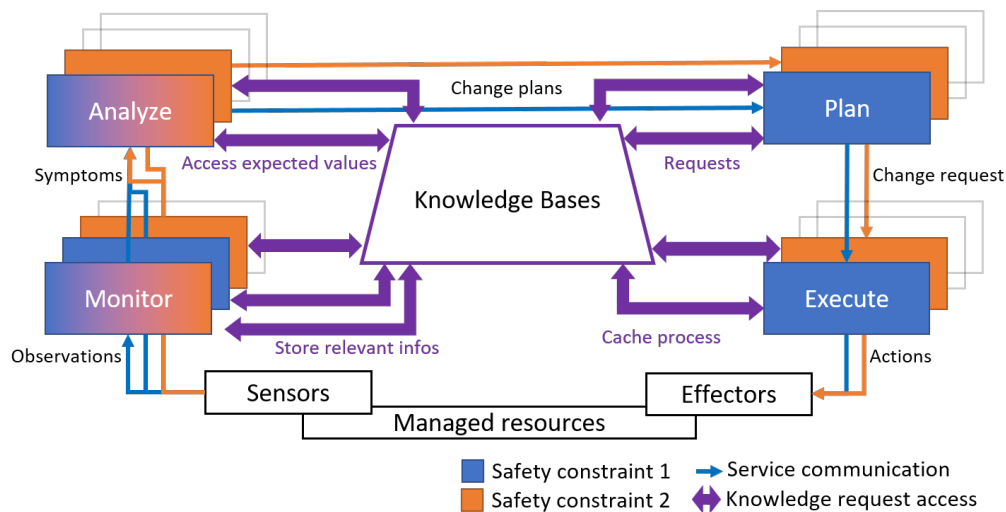 Analyze
Change plans
Plan
Access expected values
Requests
Symptoms
Knowledge Bases
Change request
Monitor
Execute
Observations
Store relevant infos
Cache process
Actions
Sensors
Effectors
Managed resources
Safety constraint 1
Service communication
Safety constraint 2
Knowledge request access